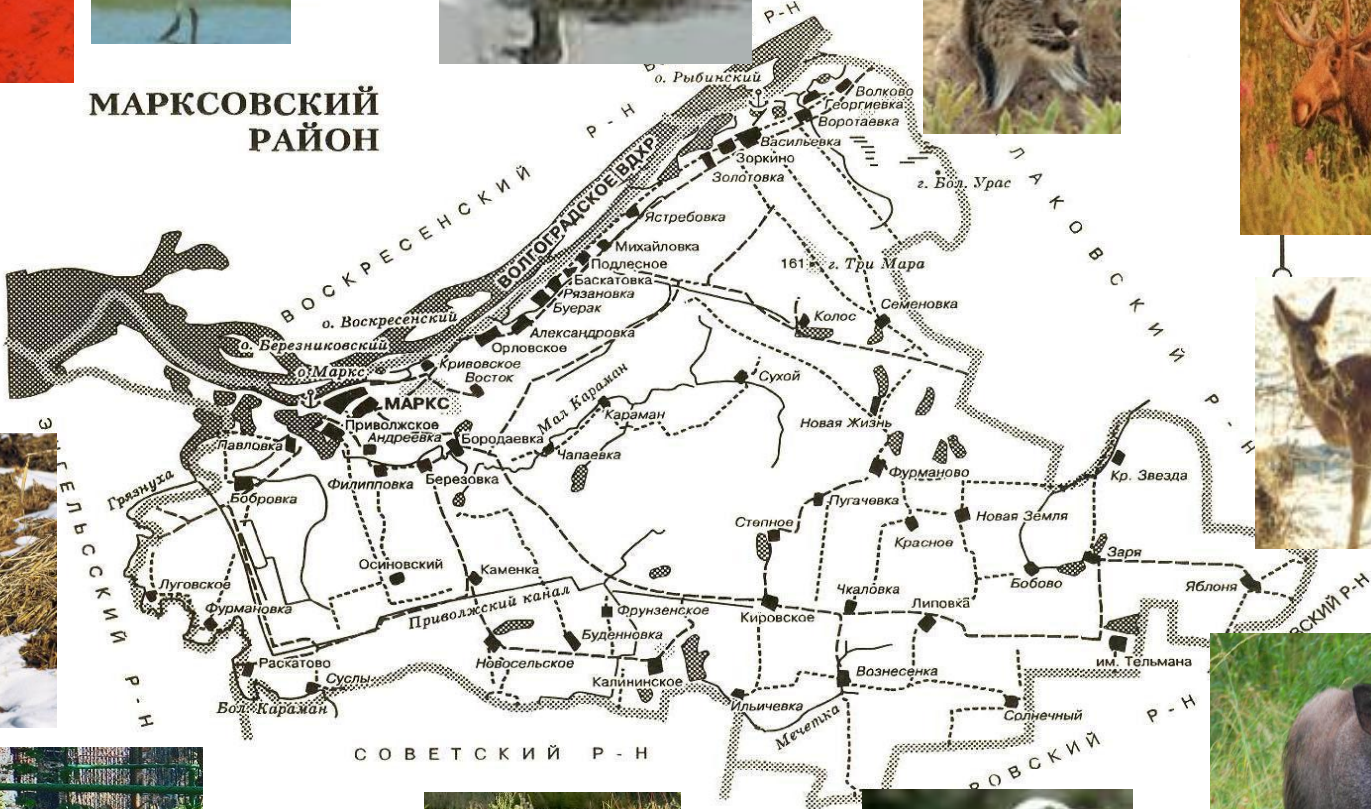 Р-Н
о. Рыбинский
МАРКСОВСКИЙ
РАЙОН
Волково
Георгиевка
Воротаевка
Васильевка
Зоркино
Золотовка
г. Бол. Урас
Р-Н
ВОСКРЕСЕНСКИЙ
ВОЛГОГРАДСКОЕ ВДХР.
ЛАКОВСКИЙ
Р-Н
Ястребовка
Михайловка
Подлесное
161
г. Три Мара
Баскатовка
Рязановка
Буерак
Семеновка
Колос
о. Воскресенский
Александровка
о. Березниковский
Орловское
о. Маркс
Кривовское
Восток
Сухой
МАРКС
Мал Караман
Караман
Приволжское
Новая Жизнь
Андреевка
Бородаевка
Павловка
Чапаевка
Фурманово
Грязнуха
Филипповка
Березовка
Кр. Звезда
Бобровка
Пугачевка
Степное
Новая Земля
Красное
ЭНГЕЛЬССКИЙ Р-Н
Осиновский
Каменка
Заря
Луговское
Бобово
Яблоня
Приволжский канал
Чкаловка
Липовка
Фурмановка
Фрунзенское
Кировское
Буденновка
ВСКИЙ Р-Н
Раскатово
Новосельское
им. Тельмана
Суслы
Калининское
Вознесенка
Бол. Караман
Ильичевка
Солнечный
Мечетка
Р-Н
СОВЕТСКИЙ Р-Н
РОВСКИЙ